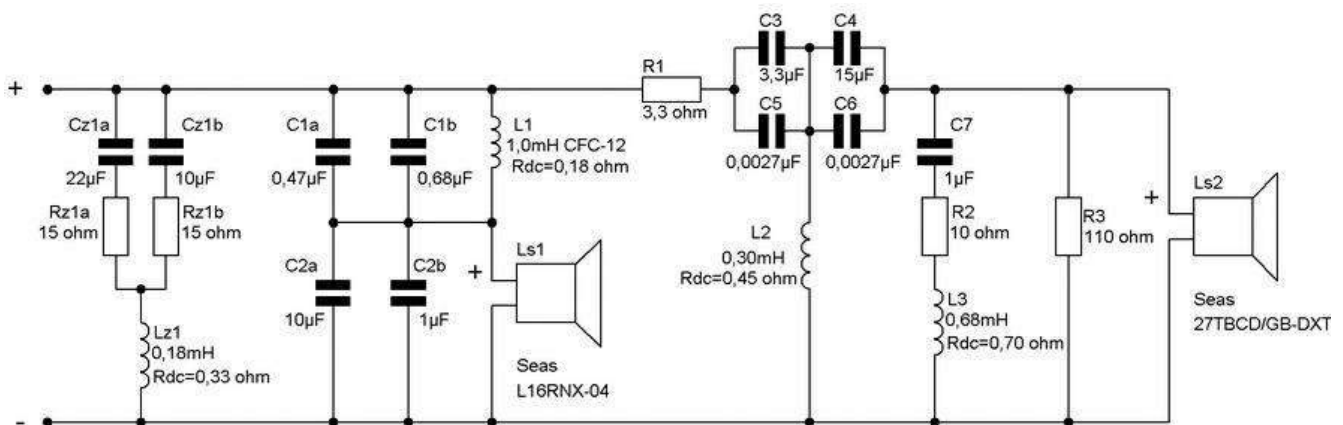 +
-
Cz1a
22µF
Cz1b
10µF
Rz1a
15 ohm
Rz1b
15 ohm
Lz1
0,18mH
Rdc=0,33 ohm
C1a
0,47µF
C1b
0,68µF
L1
1,0mH CFC-12
Rdc=0,18 ohm
C2a
10µF
C2b
1µF
+
Ls1
Seas
L16RNX-04
R1
3,3 ohm
C3
3,3µF
C4
15µF
C5
0,0027µF
C6
0,0027µF
L2
0,30mH
Rdc=0,45 ohm
C7
1µF
R2
10 ohm
L3
0,68mH
Rdc=0,70 ohm
R3
110 ohm
+
Ls2
Seas
27TBCD/GB-DXT